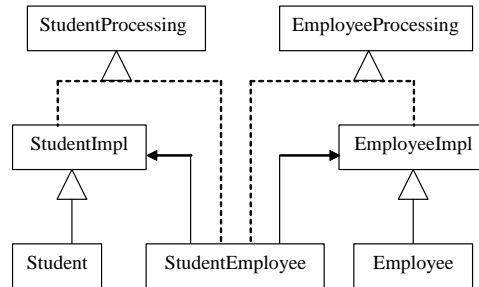 StudentProcessing
EmployeeProcessing
StudentImpl
EmployeeImpl
Student
StudentEmployee
Employee